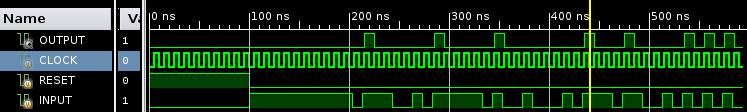 Name Va 0 ns 100 ns 200 ns 300 ns 400 ns 500 ns
OUTPUT 1
CLOCK 0
RESET 0
INPUT 1